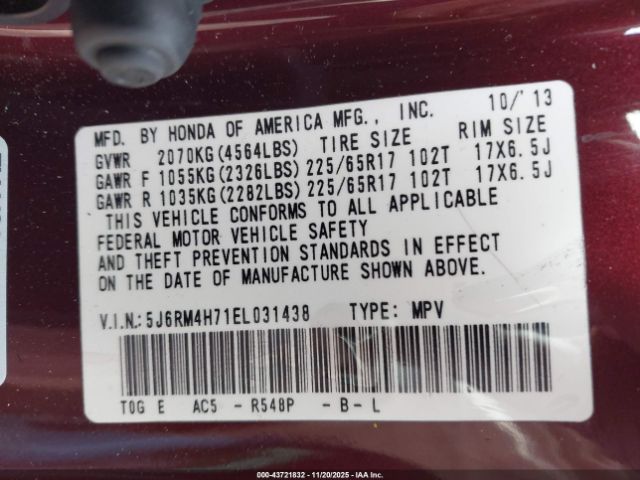 10/'13
MFD. BY HONDA OF AMERICA MFG., INC.
GVWR 2070KG(4564LBS) TIRE SIZE RIM SIZE
GAWR F 1055KG(2326LBS) 225/65R17 102T 17X6.5J
GAWR R 1035KG(2282LBS) 225/65R17 102T 17X6.5J
THIS VEHICLE CONFORMS TO ALL APPLICABLE
FEDERAL MOTOR VEHICLE SAFETY
AND THEFT PREVENTION STANDARDS IN EFFECT
ON THE DATE OF MANUFACTURE SHOWN ABOVE.
V.I.N.:5J6RM4H71EL031438 TYPE: MPV
T0G E AC5 - R548P - B - L
000-43721832 - 11/20/2025 - IAAI.com